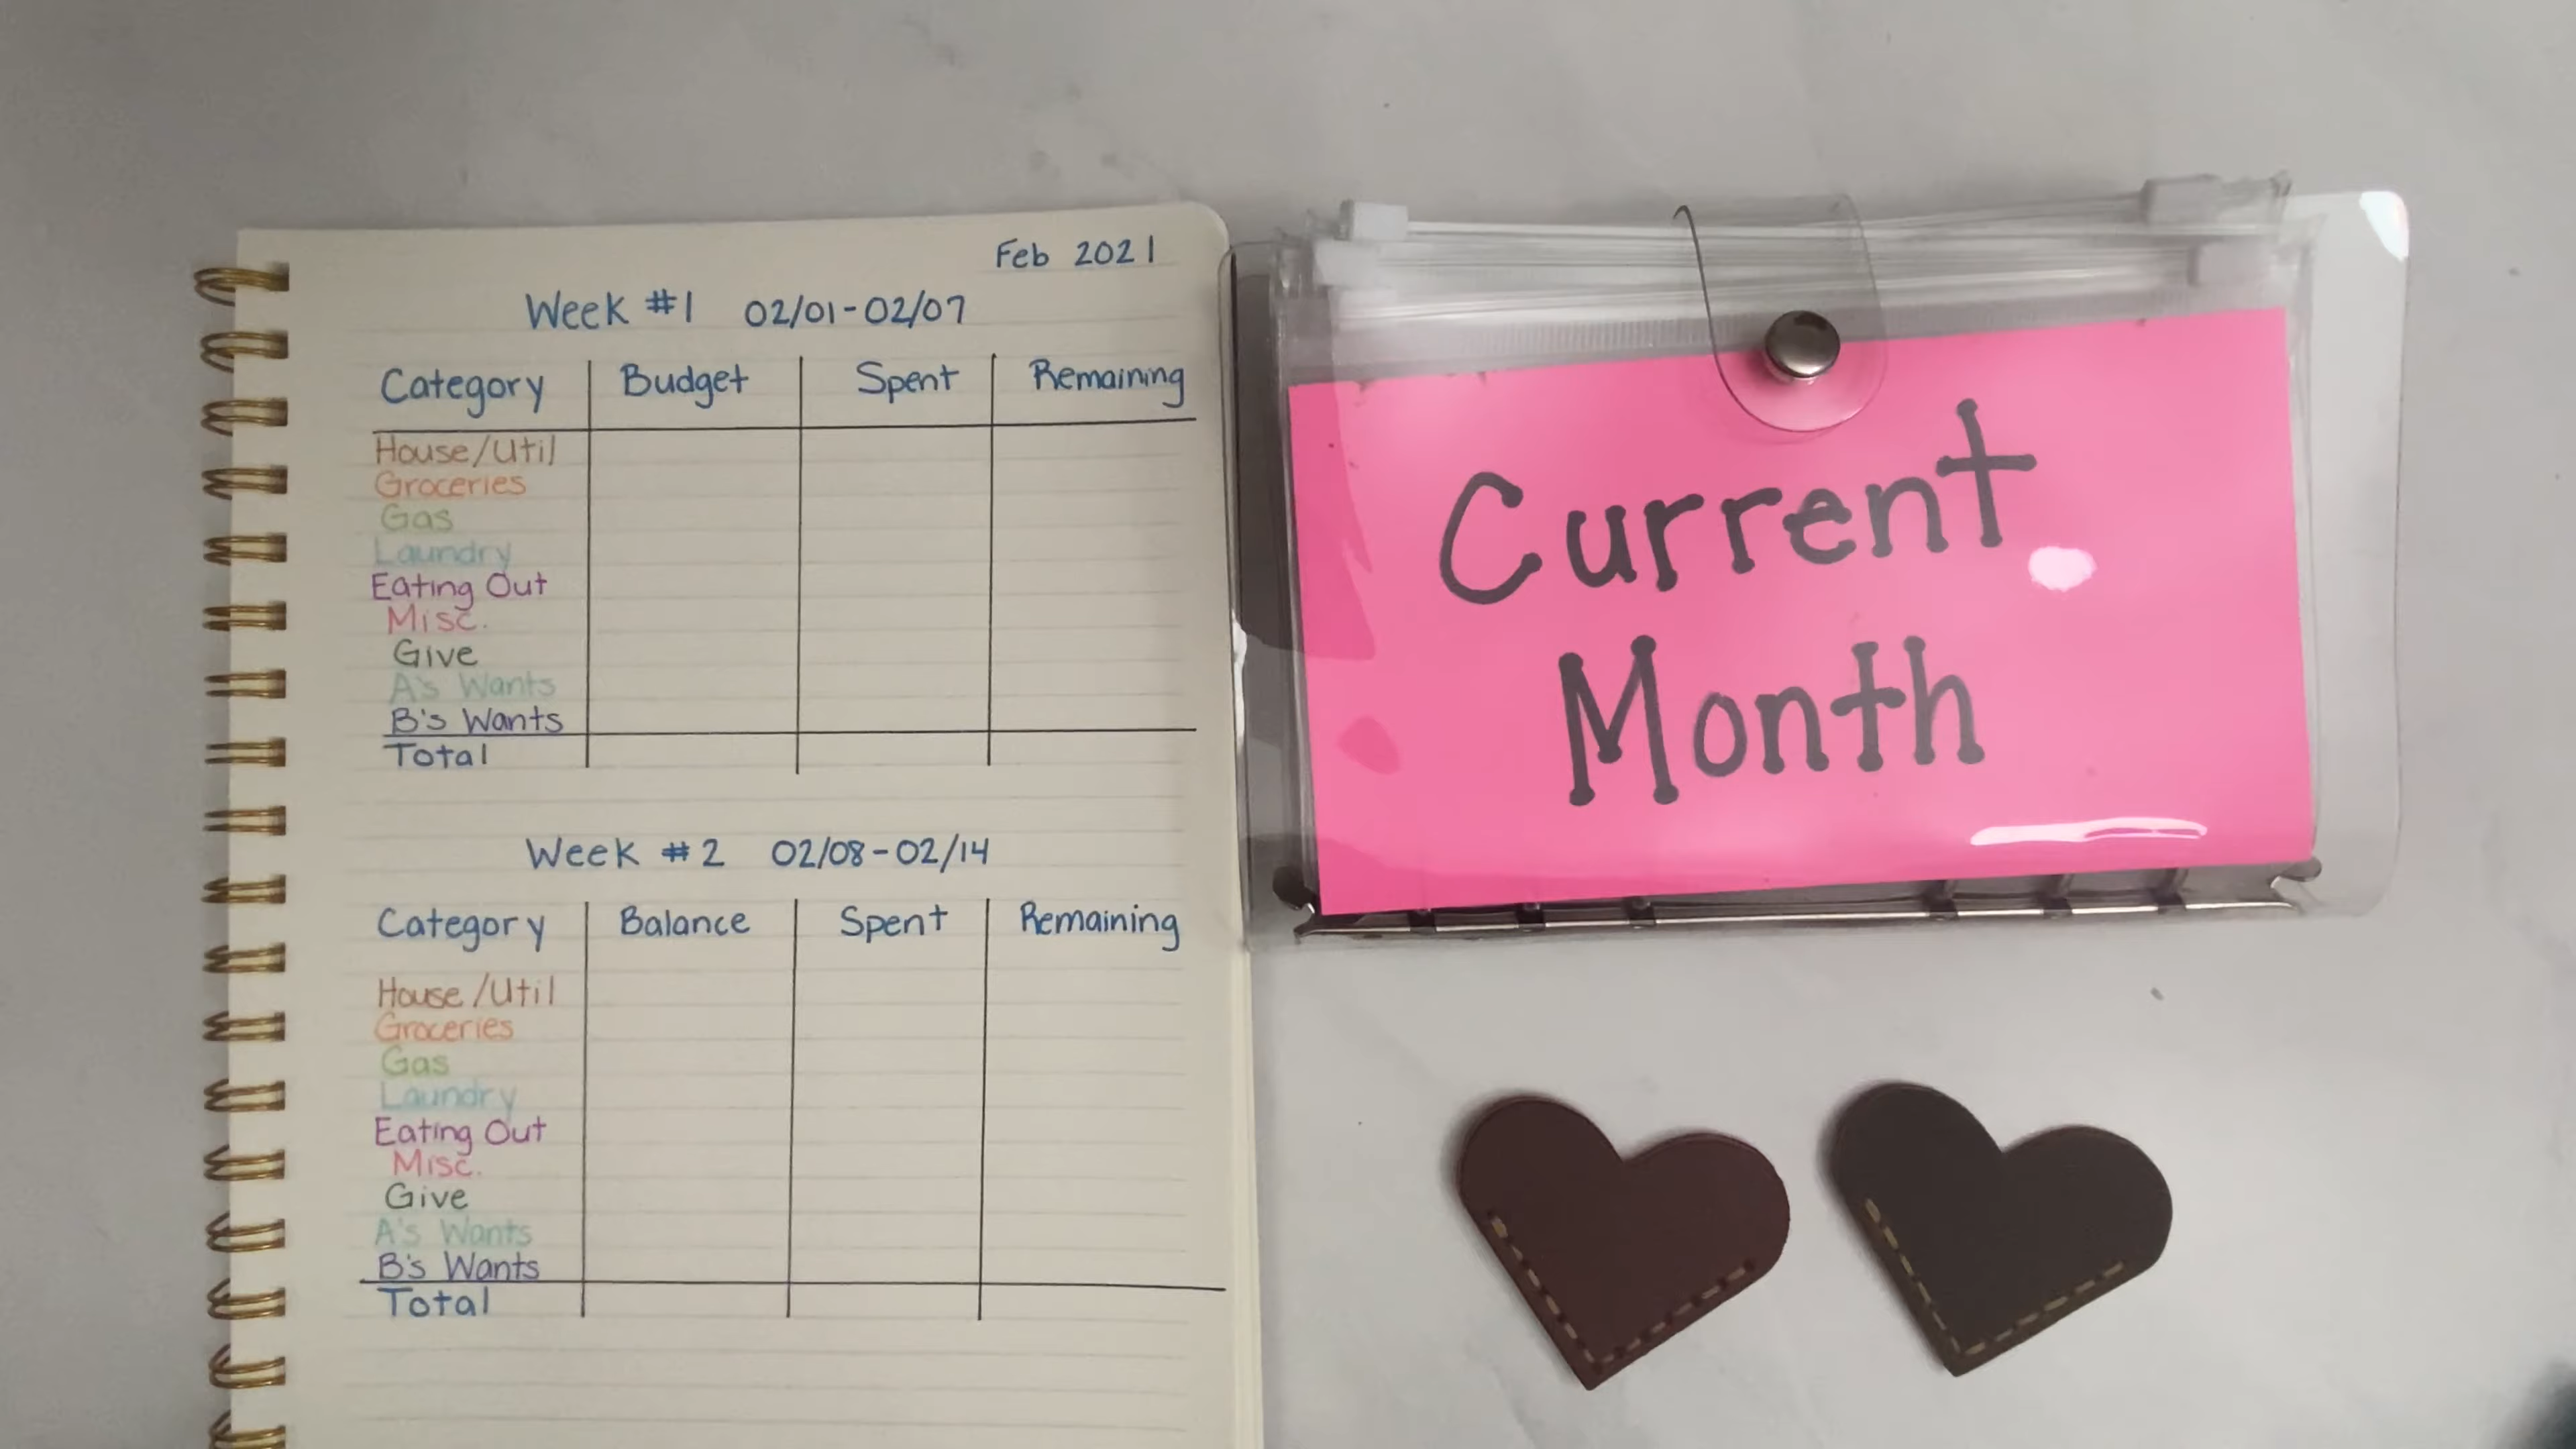 Feb 2021
Week #1 02/01-02/07
Category Budget Spent Remaining
House/Util
Groceries
Gas
Laundry
Eating Out
Misc.
Give
A's Wants
B's Wants
Total
Week #2 02/08-02/14
Category Balance Spent Remaining
House/Util
Groceries
Gas
Laundry
Eating Out
Misc.
Give
A's Wants
B's Wants
Total
Current
Month